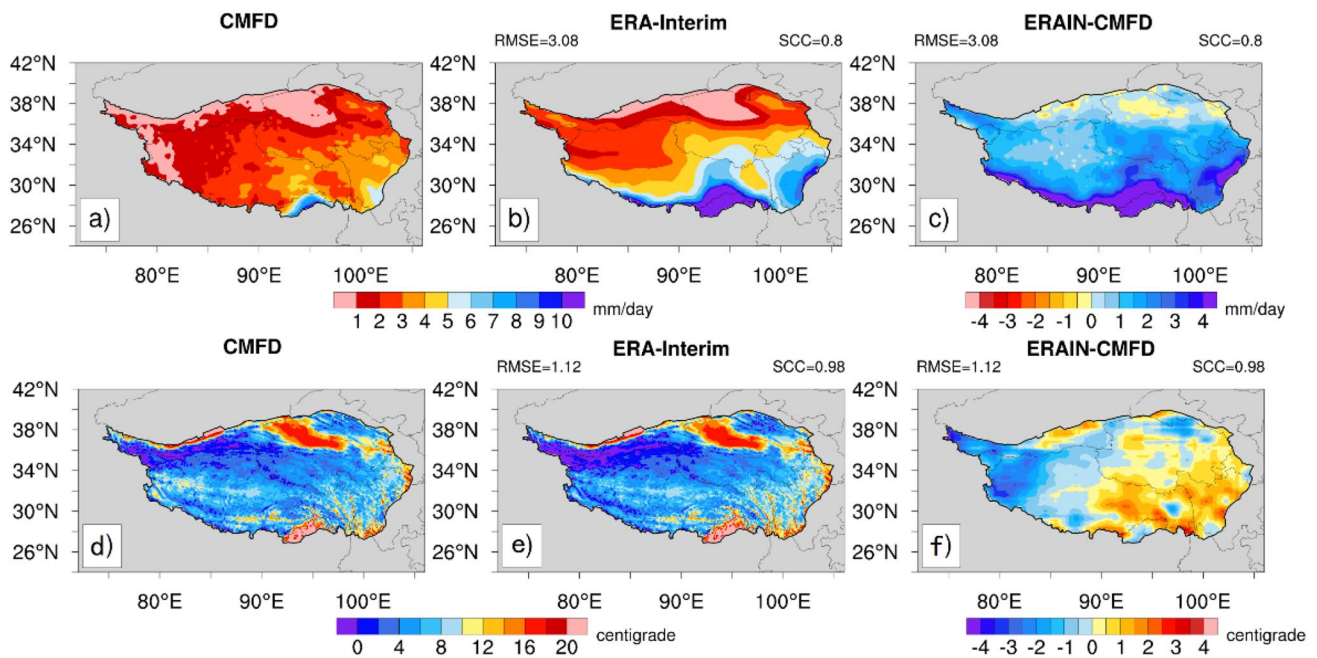 CMFD
ERA-Interim
ERAIN-CMFD
RMSE=3.08 SCC=0.8
RMSE=3.08 SCC=0.8
42°N 42°N 42°N
38°N 38°N 38°N
34°N 34°N 34°N
30°N 30°N 30°N
26°N 26°N 26°N
a) b) c)
80°E 90°E 100°E 80°E 90°E 100°E 80°E 90°E 100°E
1 2 3 4 5 6 7 8 9 10 mm/day
-4 -3 -2 -1 0 1 2 3 4 mm/day
CMFD
ERA-Interim
ERAIN-CMFD
RMSE=1.12 SCC=0.98
RMSE=1.12 SCC=0.98
42°N 42°N 42°N
38°N 38°N 38°N
34°N 34°N 34°N
30°N 30°N 30°N
26°N 26°N 26°N
d) e) f)
80°E 90°E 100°E 80°E 90°E 100°E 80°E 90°E 100°E
0 4 8 12 16 20 centigrade
-4 -3 -2 -1 0 1 2 3 4 centigrade